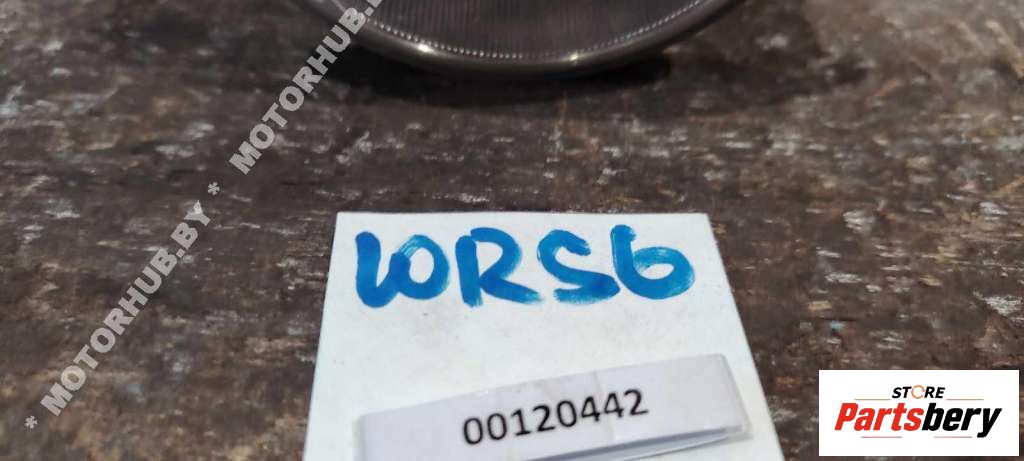 * MOTORHUB.BY * MOTORHUB.
10RS6
00120442
STORE
Partsbery